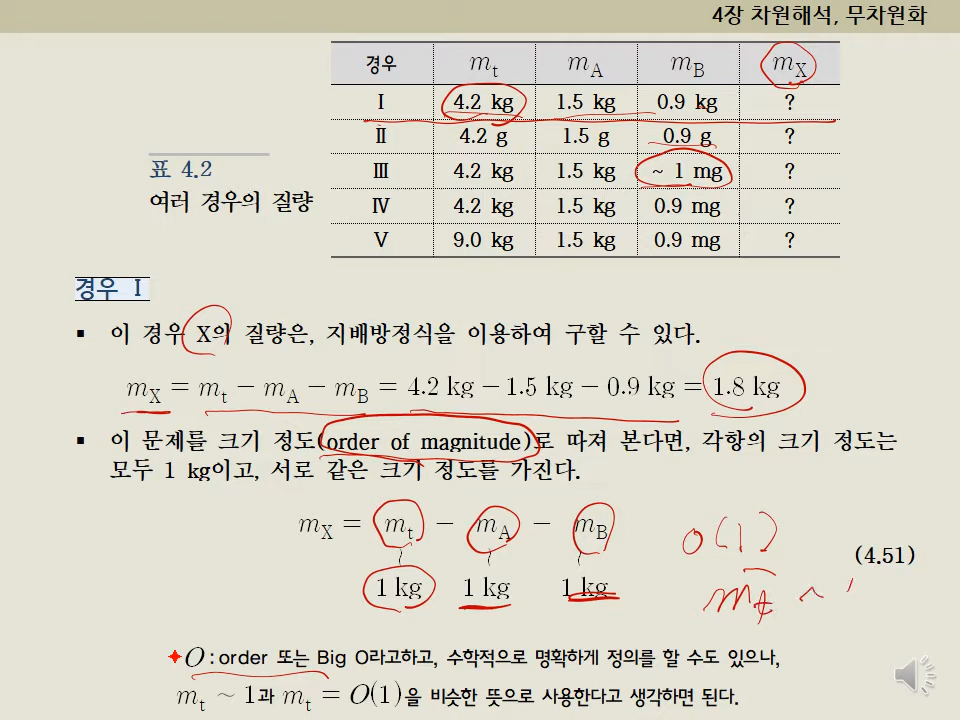 4장 차원해석, 무차원화
경우 m_t m_A m_B m_X
Ⅰ 4.2 kg 1.5 kg 0.9 kg ?
Ⅱ 4.2 g 1.5 g 0.9 g ?
Ⅲ 4.2 kg 1.5 kg ~ 1 mg ?
Ⅳ 4.2 kg 1.5 kg 0.9 mg ?
Ⅴ 9.0 kg 1.5 kg 0.9 mg ?
표 4.2
여러 경우의 질량
경우 Ⅰ
▪ 이 경우 X의 질량은, 지배방정식을 이용하여 구할 수 있다.
m_X = m_t − m_A − m_B = 4.2 kg − 1.5 kg − 0.9 kg = 1.8 kg
▪ 이 문제를 크기 정도(order of magnitude)로 따져 본다면, 각항의 크기 정도는
모두 1 kg이고, 서로 같은 크기 정도를 가진다.
m_X = m_t − m_A − m_B
~ ~ ~
1 kg 1 kg 1 kg
(4.51)
O(1)
m_t ~ 1
✦ O : order 또는 Big O라고하고, 수학적으로 명확하게 정의를 할 수도 있으나,
m_t ~ 1과 m_t = O(1)을 비슷한 뜻으로 사용한다고 생각하면 된다.